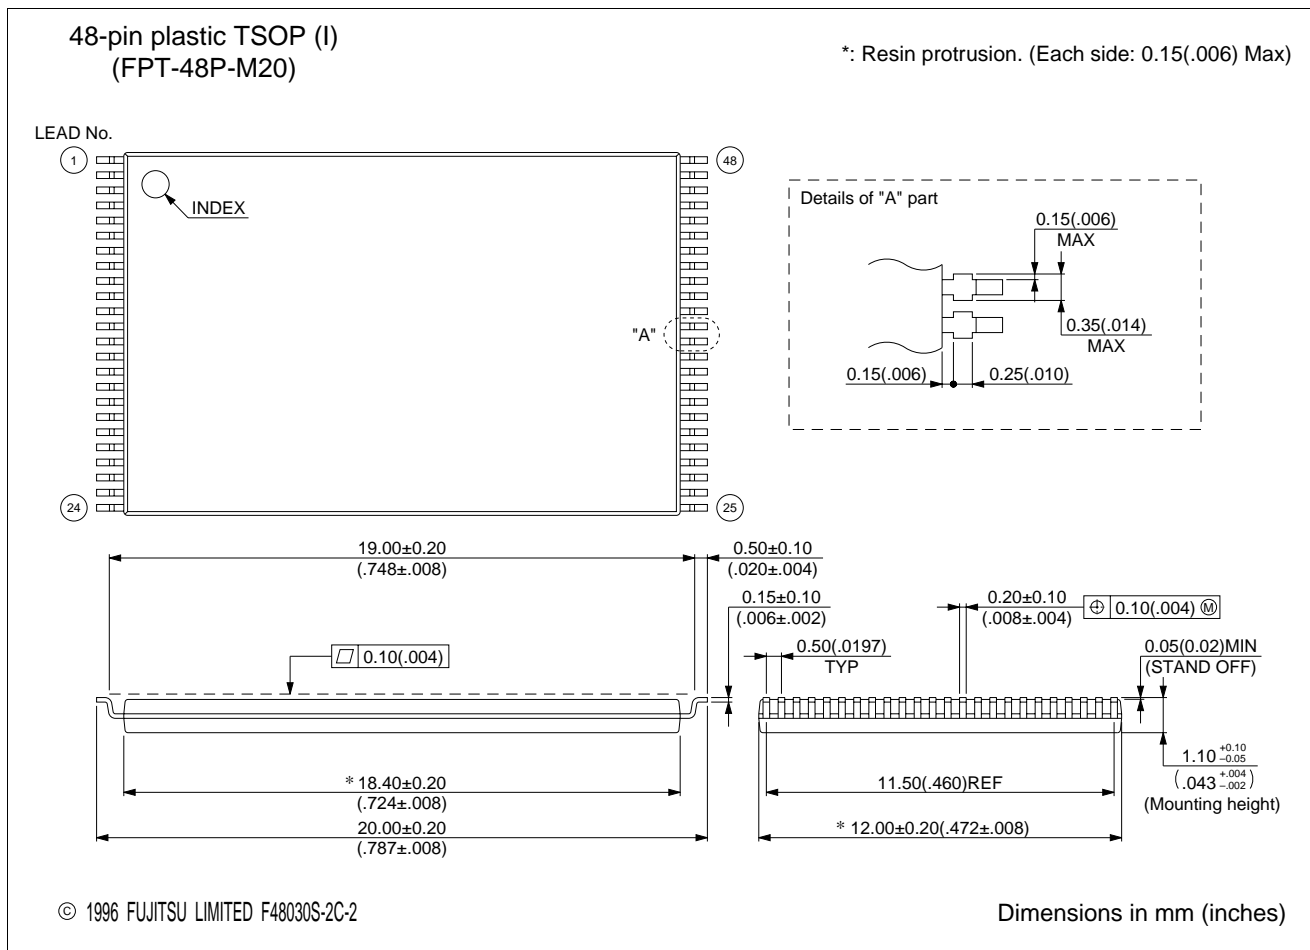 48-pin plastic TSOP (I)
(FPT-48P-M20)
*: Resin protrusion. (Each side: 0.15(.006) Max)
LEAD No.
1
48
INDEX
"A"
24
25
Details of "A" part
0.15(.006)
MAX
0.35(.014)
MAX
0.15(.006)
0.25(.010)
19.00±0.20
(.748±.008)
0.50±0.10
(.020±.004)
0.15±0.10
(.006±.002)
0.10(.004)
* 18.40±0.20
(.724±.008)
20.00±0.20
(.787±.008)
0.20±0.10
(.008±.004)
⌖ 0.10(.004) Ⓜ
0.50(.0197)
TYP
0.05(0.02)MIN
(STAND OFF)
1.10 +0.10 −0.05
(.043 +.004 −.002)
(Mounting height)
11.50(.460)REF
* 12.00±0.20(.472±.008)
© 1996 FUJITSU LIMITED F48030S-2C-2
Dimensions in mm (inches)